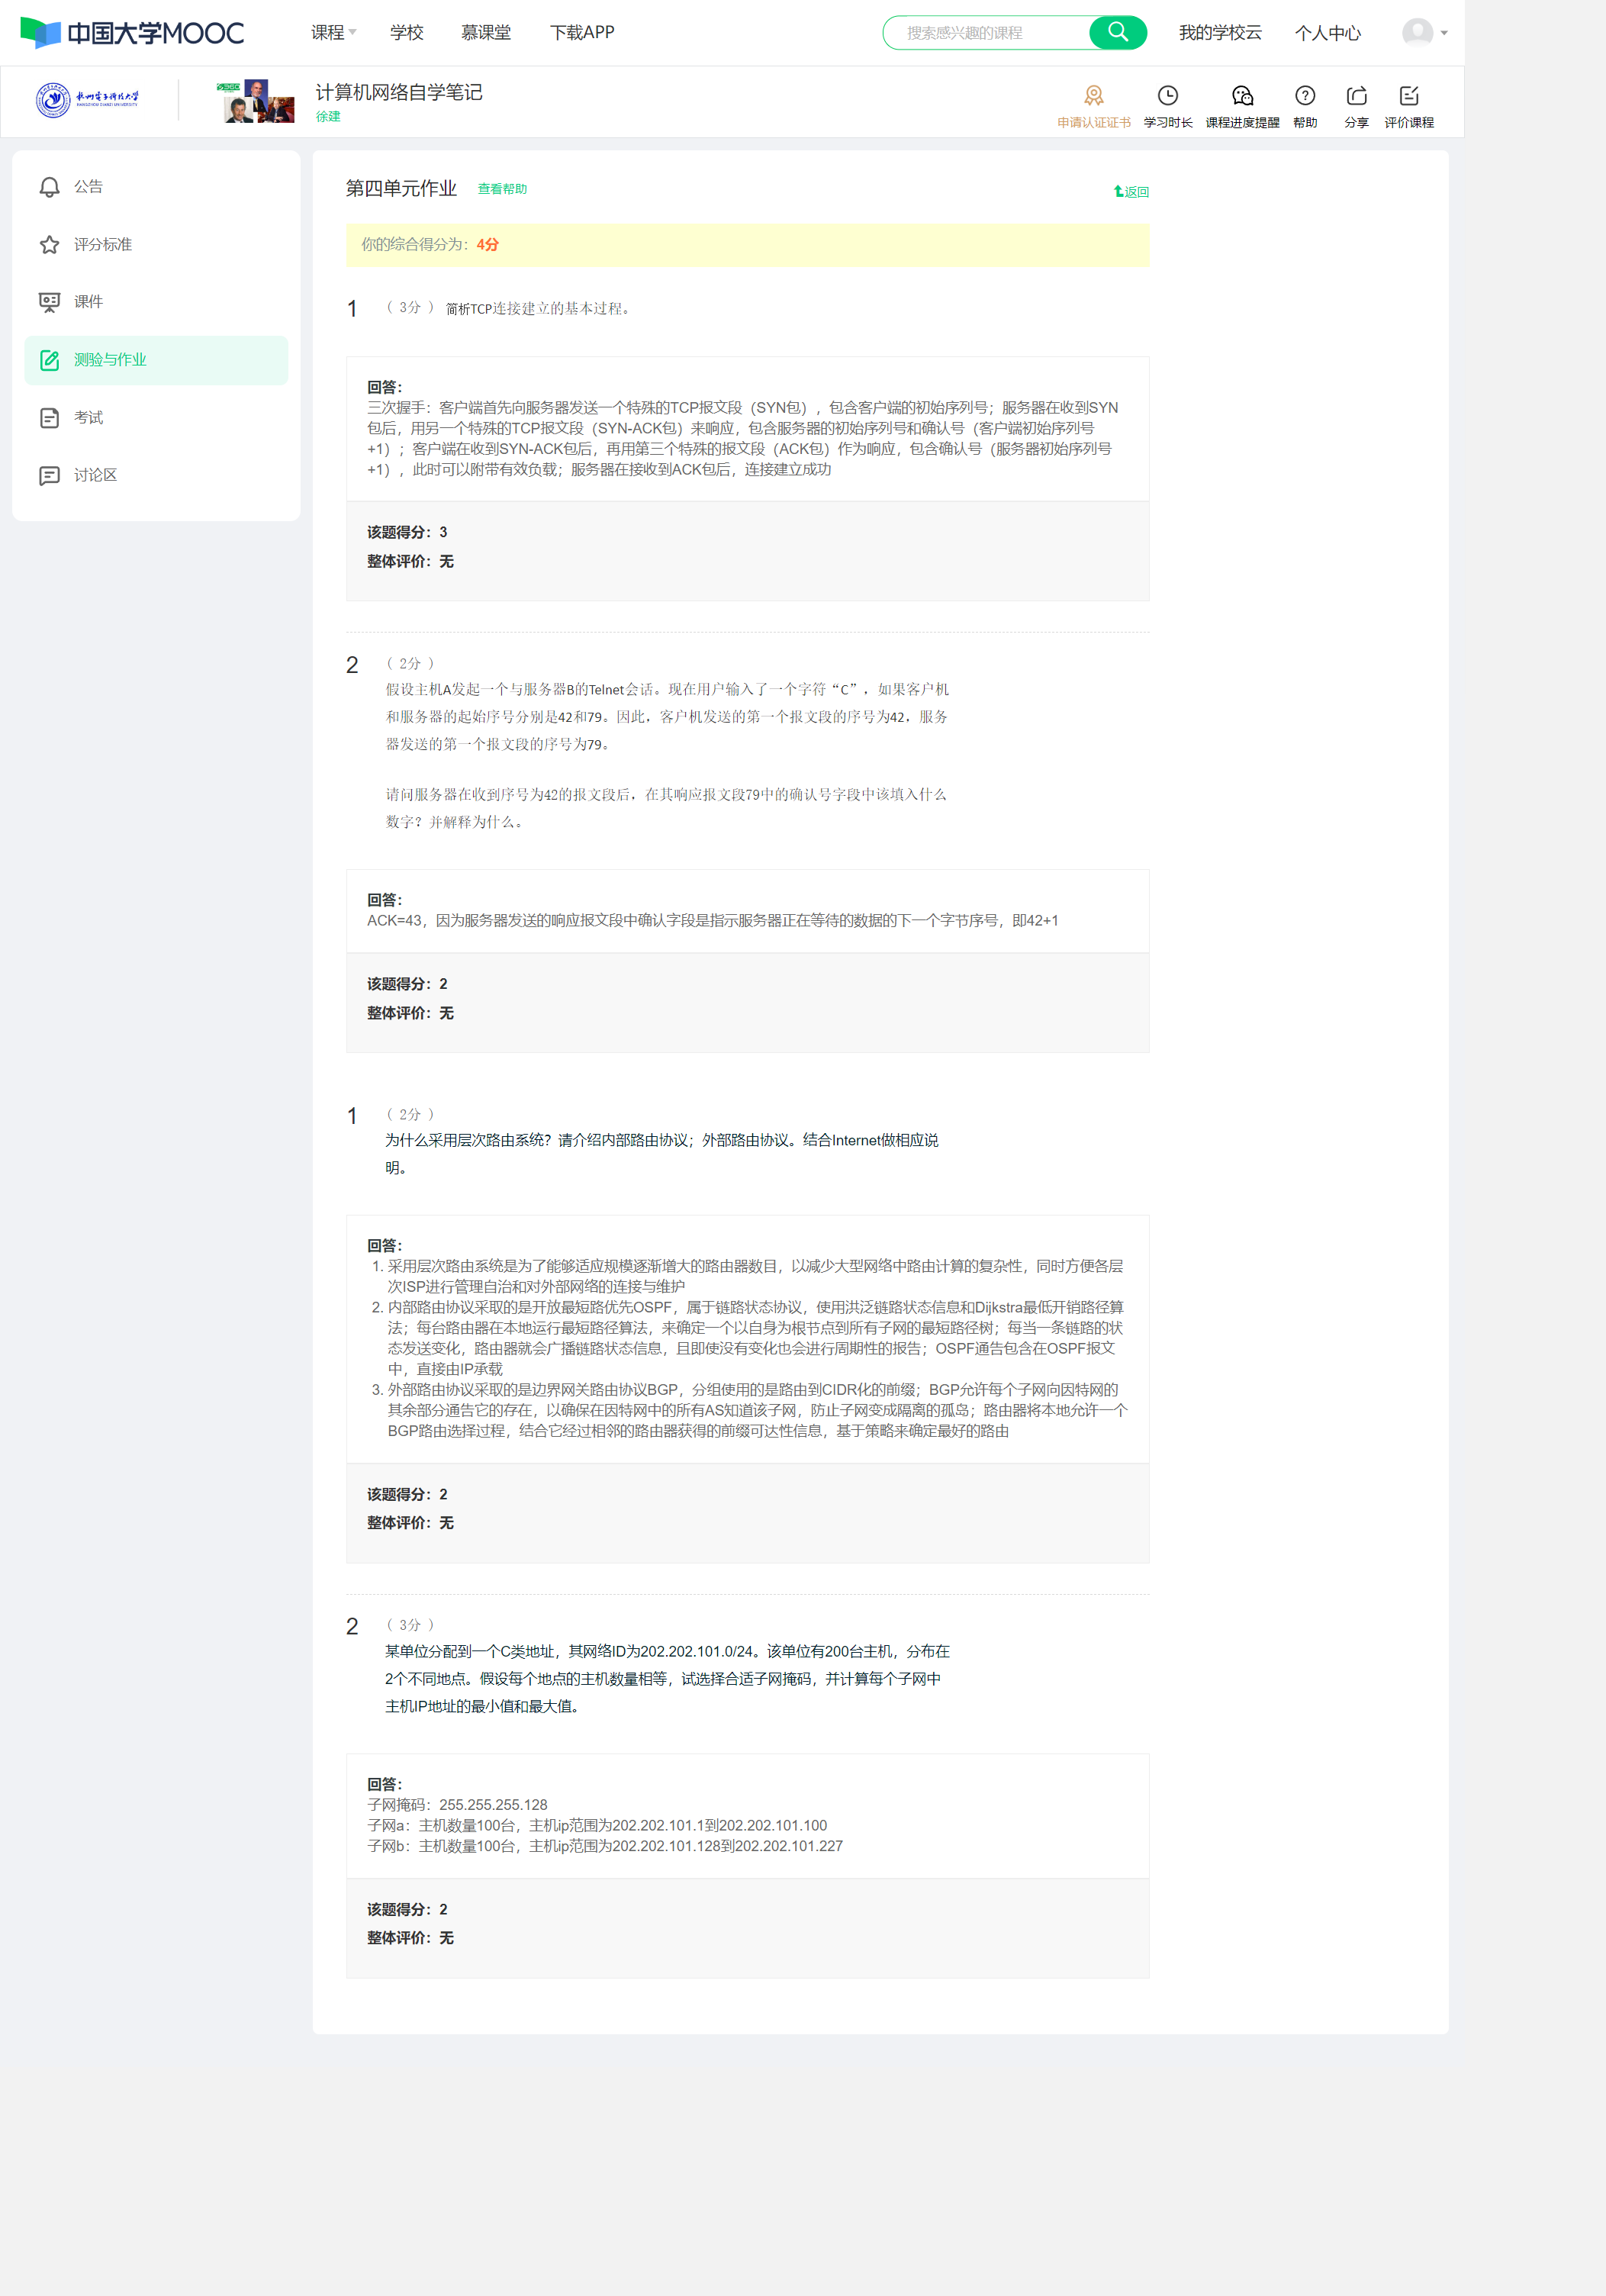 中国大学MOOC
课程
学校
慕课堂
下载APP
搜索感兴趣的课程
我的学校云
个人中心
杭州电子科技大学
HANGZHOU DIANZI UNIVERSITY
计算机网络自学笔记
徐建
申请认证证书
学习时长
课程进度提醒
帮助
分享
评价课程
公告
评分标准
课件
测验与作业
考试
讨论区
第四单元作业
查看帮助
返回
你的综合得分为：4分
1 （ 3分 ） 简析TCP连接建立的基本过程。
回答：
三次握手：客户端首先向服务器发送一个特殊的TCP报文段（SYN包），包含客户端的初始序列号；服务器在收到SYN
包后，用另一个特殊的TCP报文段（SYN-ACK包）来响应，包含服务器的初始序列号和确认号（客户端初始序列号
+1）；客户端在收到SYN-ACK包后，再用第三个特殊的报文段（ACK包）作为响应，包含确认号（服务器初始序列号
+1），此时可以附带有效负载；服务器在接收到ACK包后，连接建立成功
该题得分：3
整体评价：无
2 （ 2分 ）
假设主机A发起一个与服务器B的Telnet会话。现在用户输入了一个字符“C”，如果客户机
和服务器的起始序号分别是42和79。因此，客户机发送的第一个报文段的序号为42，服务
器发送的第一个报文段的序号为79。
请问服务器在收到序号为42的报文段后，在其响应报文段79中的确认号字段中该填入什么
数字？并解释为什么。
回答：
ACK=43，因为服务器发送的响应报文段中确认字段是指示服务器正在等待的数据的下一个字节序号，即42+1
该题得分：2
整体评价：无
1 （ 2分 ）
为什么采用层次路由系统？请介绍内部路由协议；外部路由协议。结合Internet做相应说
明。
回答：
1. 采用层次路由系统是为了能够适应规模逐渐增大的路由器数目，以减少大型网络中路由计算的复杂性，同时方便各层
次ISP进行管理自治和对外部网络的连接与维护
2. 内部路由协议采取的是开放最短路优先OSPF，属于链路状态协议，使用洪泛链路状态信息和Dijkstra最低开销路径算
法；每台路由器在本地运行最短路径算法，来确定一个以自身为根节点到所有子网的最短路径树；每当一条链路的状
态发送变化，路由器就会广播链路状态信息，且即使没有变化也会进行周期性的报告；OSPF通告包含在OSPF报文
中，直接由IP承载
3. 外部路由协议采取的是边界网关路由协议BGP，分组使用的是路由到CIDR化的前缀；BGP允许每个子网向因特网的
其余部分通告它的存在，以确保在因特网中的所有AS知道该子网，防止子网变成隔离的孤岛；路由器将本地允许一个
BGP路由选择过程，结合它经过相邻的路由器获得的前缀可达性信息，基于策略来确定最好的路由
该题得分：2
整体评价：无
2 （ 3分 ）
某单位分配到一个C类地址，其网络ID为202.202.101.0/24。该单位有200台主机，分布在
2个不同地点。假设每个地点的主机数量相等，试选择合适子网掩码，并计算每个子网中
主机IP地址的最小值和最大值。
回答：
子网掩码：255.255.255.128
子网a：主机数量100台，主机ip范围为202.202.101.1到202.202.101.100
子网b：主机数量100台，主机ip范围为202.202.101.128到202.202.101.227
该题得分：2
整体评价：无